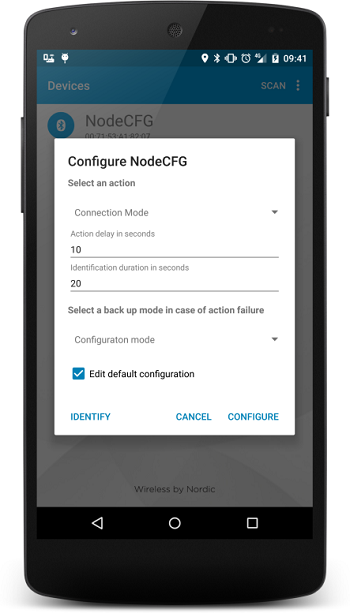 09:41
Devices
SCAN
NodeCFG
00:71:53:A1:82:07
Configure NodeCFG
Select an action
Connection Mode
Action delay in seconds
10
Identification duration in seconds
20
Select a back up mode in case of action failure
Configuraton mode
Edit default configuration
IDENTIFY
CANCEL
CONFIGURE
Wireless by Nordic